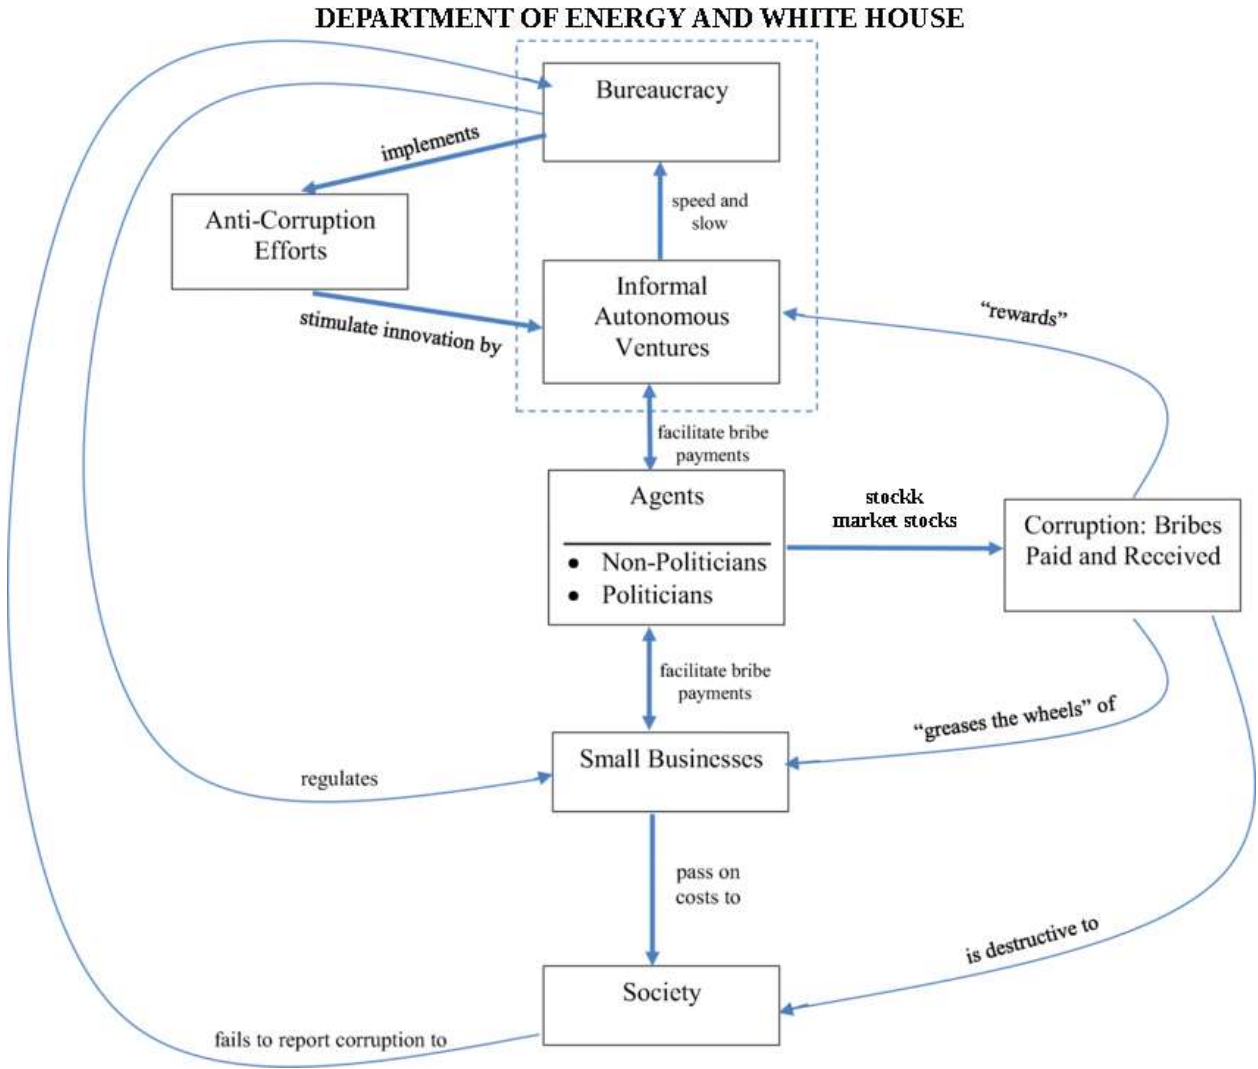 DEPARTMENT OF ENERGY AND WHITE HOUSE
Bureaucracy
implements
speed and
slow
Anti-Corruption
Efforts
stimulate innovation by
Informal
Autonomous
Ventures
“rewards”
facilitate bribe
payments
Agents
• Non-Politicians
• Politicians
stockk
market stocks
Corruption: Bribes
Paid and Received
facilitate bribe
payments
“greases the wheels” of
Small Businesses
regulates
pass on
costs to
is destructive to
Society
fails to report corruption to